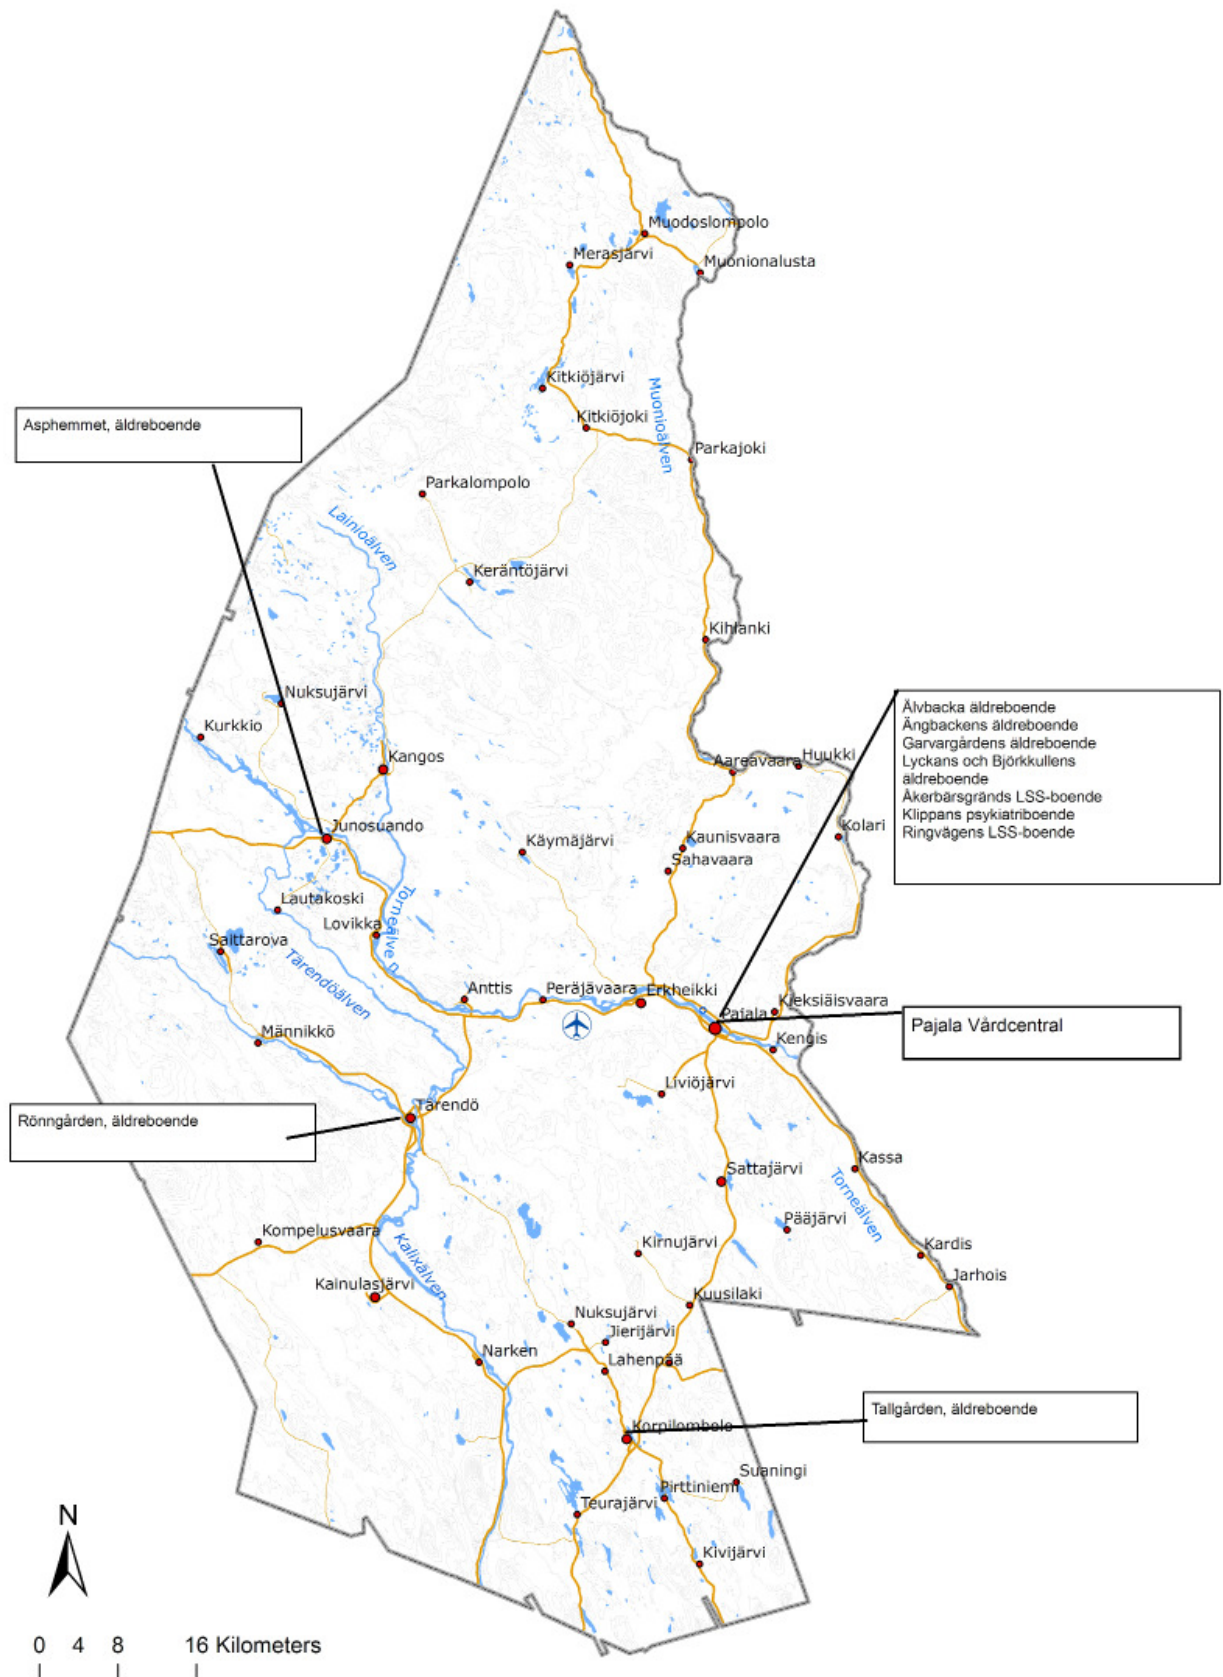 Muodoslompolo
Merasjärvi
Muonionalusta
Kitkiöjärvi
Muonioälven
Kitkiöjoki
Asphemmet, äldreboende
Parkajoki
Parkalompolo
Lainioälven
Keräntöjärvi
Kihlanki
Nuksujärvi
Kurkkio
Älvbacka äldreboende
Ängbackens äldreboende
Garvargårdens äldreboende
Lyckans och Björkkullens
äldreboende
Åkerbärsgränds LSS-boende
Klippans psykiatriboende
Ringvägens LSS-boende
Kangos
Aareavaara
Huukki
Junosuando
Käymäjärvi
Kaunisvaara
Kolari
Sahavaara
Lautakoski
Torneälven
Lovikka
Saittarova
Tärendöälven
Anttis
Peräjävaara
Erkheikki
Kieksiäisvaara
Pajala
Pajala Vårdcentral
Männikkö
Kengis
Liviöjärvi
Tärendö
Rönngården, äldreboende
Kassa
Sattajärvi
Torneälven
Pääjärvi
Kompelusvaara
Kalixälven
Kirnujärvi
Kardis
Jarhois
Kainulasjärvi
Kuusilaki
Nuksujärvi
Jierijärvi
Narken
Lahenpää
Tallgården, äldreboende
Korpilombolo
Suaningi
Pirttiniemi
Teurajärvi
N
Kivijärvi
0 4 8 16 Kilometers